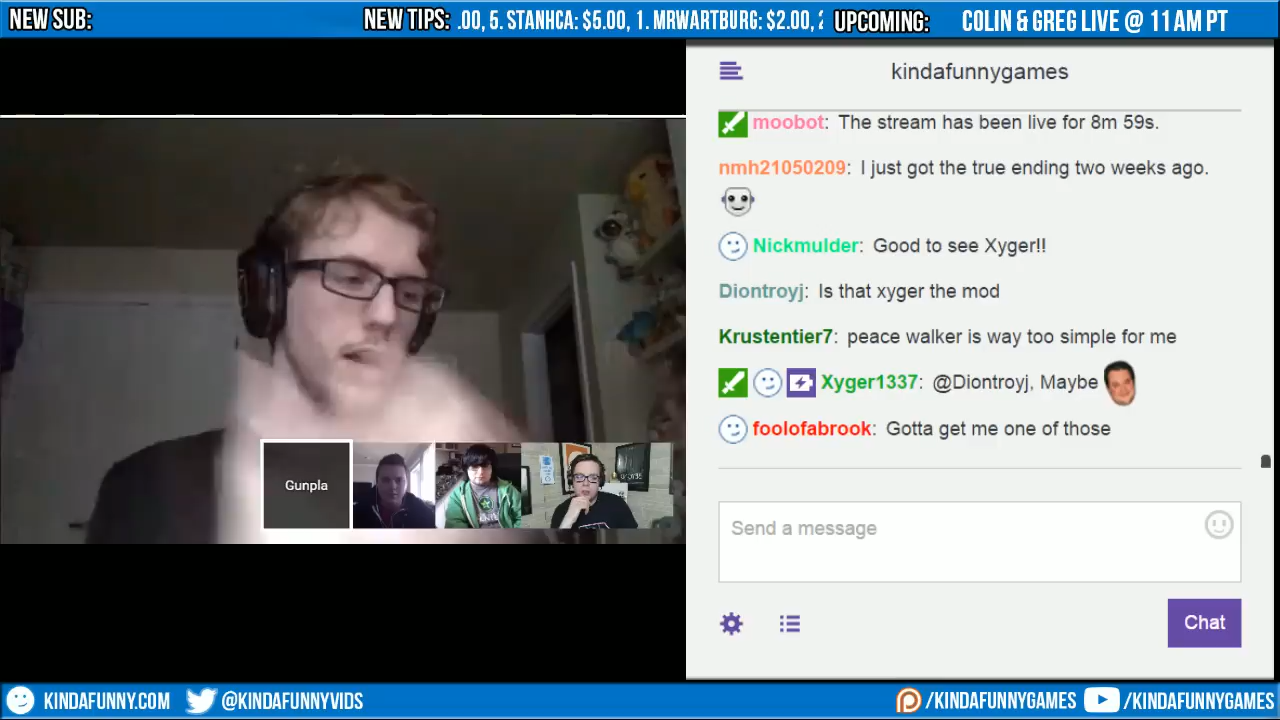 NEW SUB:
NEW TIPS: .00, 5. STANHCA: $5.00, 1. MRWARTBURG: $2.00, 2
UPCOMING: COLIN & GREG LIVE @ 11 AM PT
kindafunnygames
moobot: The stream has been live for 8m 59s.
nmh21050209: I just got the true ending two weeks ago.
Nickmulder: Good to see Xyger!!
Diontroyj: Is that xyger the mod
Krustentier7: peace walker is way too simple for me
Xyger1337: @Diontroyj, Maybe
foolofabrook: Gotta get me one of those
Gunpla
Send a message
Chat
KINDAFUNNY.COM
@KINDAFUNNYVIDS
/KINDAFUNNYGAMES
/KINDAFUNNYGAMES